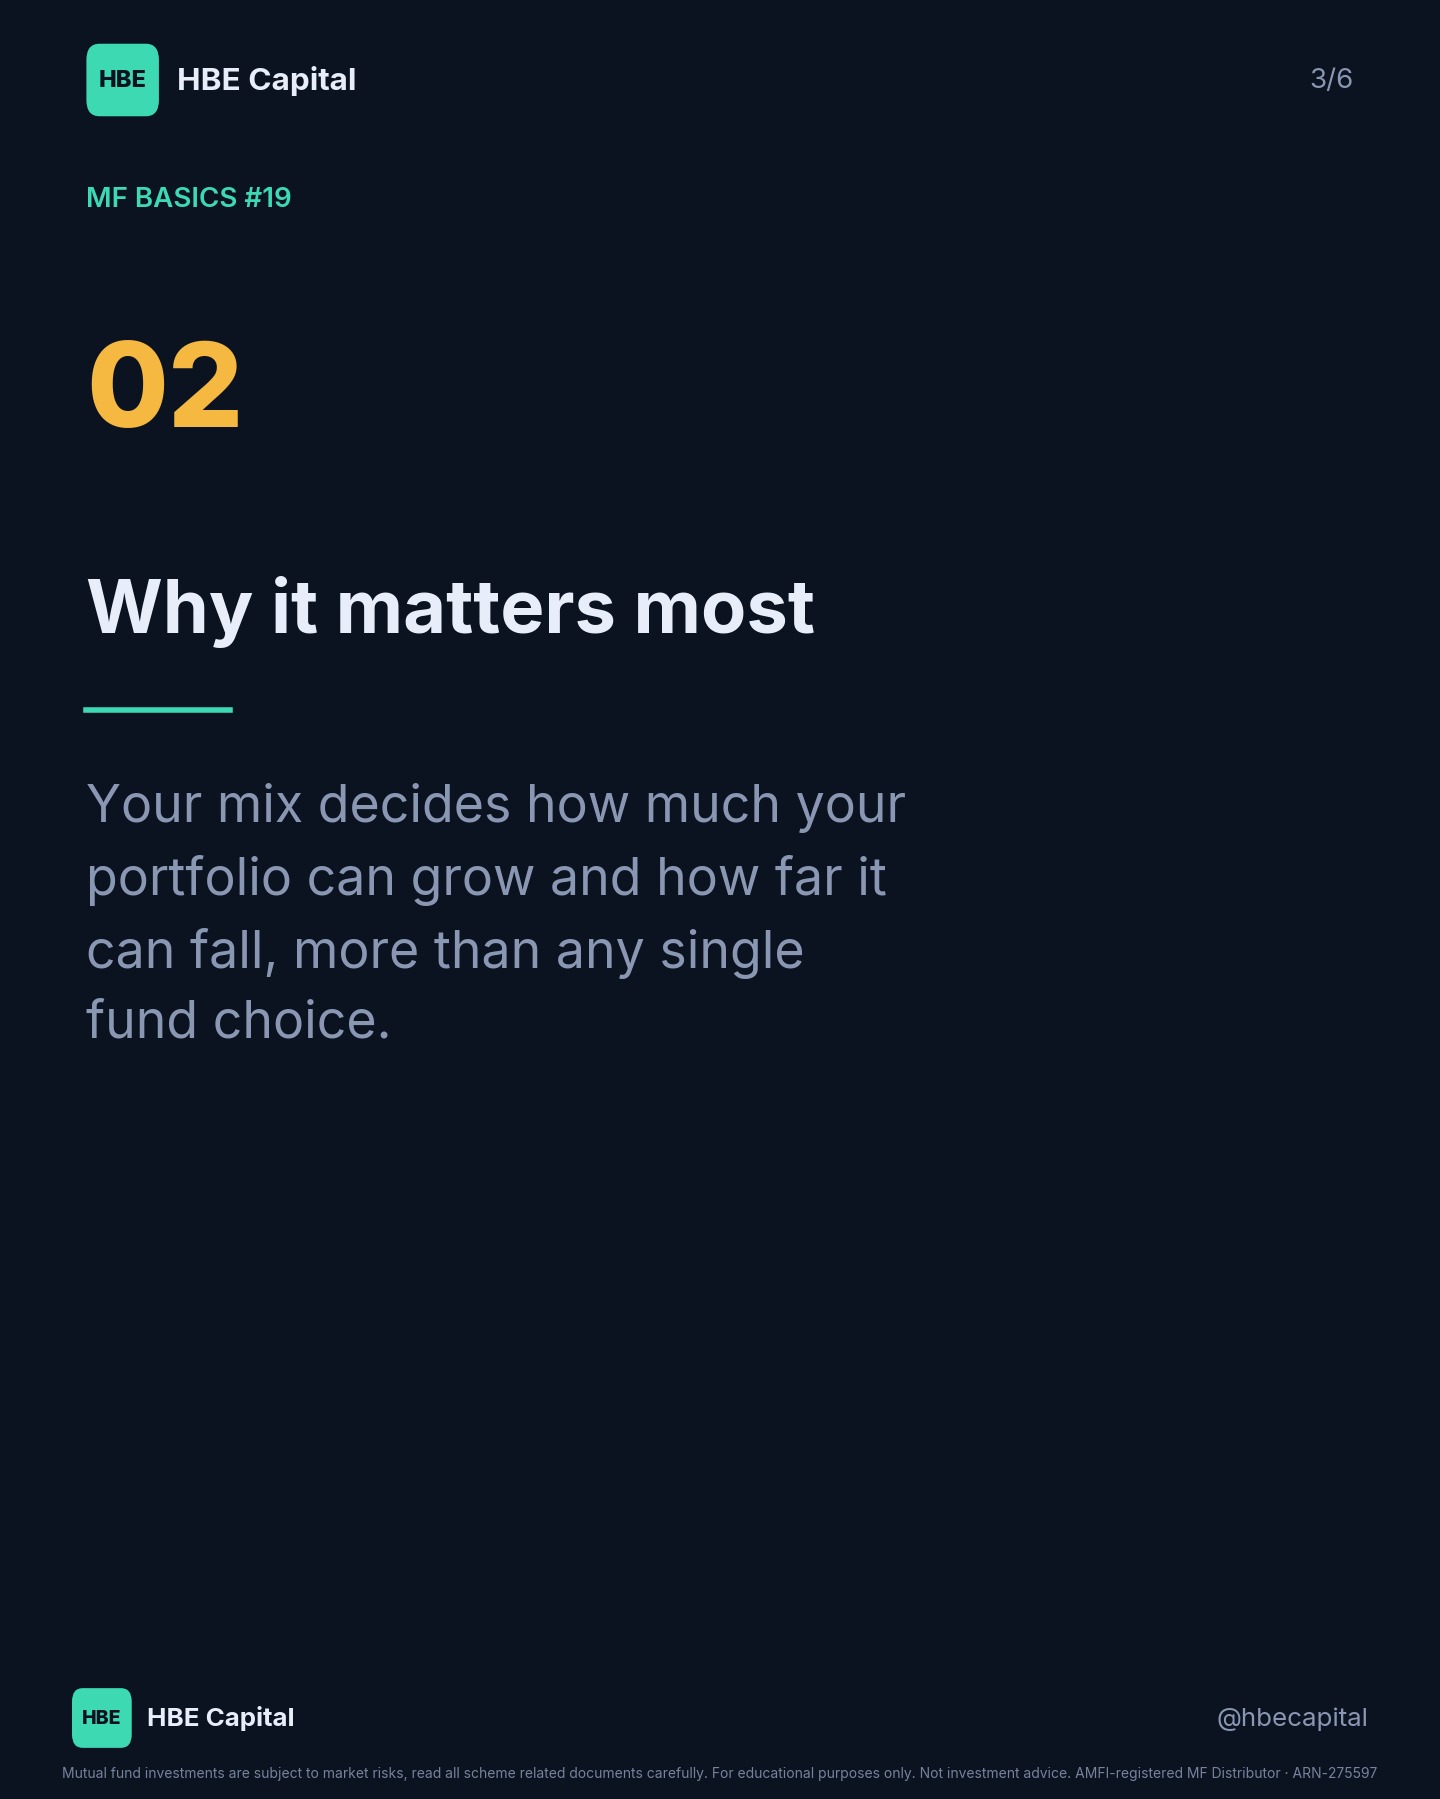 HBE HBE Capital 3/6
MF BASICS #19
02
Why it matters most
Your mix decides how much your
portfolio can grow and how far it
can fall, more than any single
fund choice.
HBE HBE Capital @hbecapital
Mutual fund investments are subject to market risks, read all scheme related documents carefully. For educational purposes only. Not investment advice. AMFI-registered MF Distributor · ARN-275597